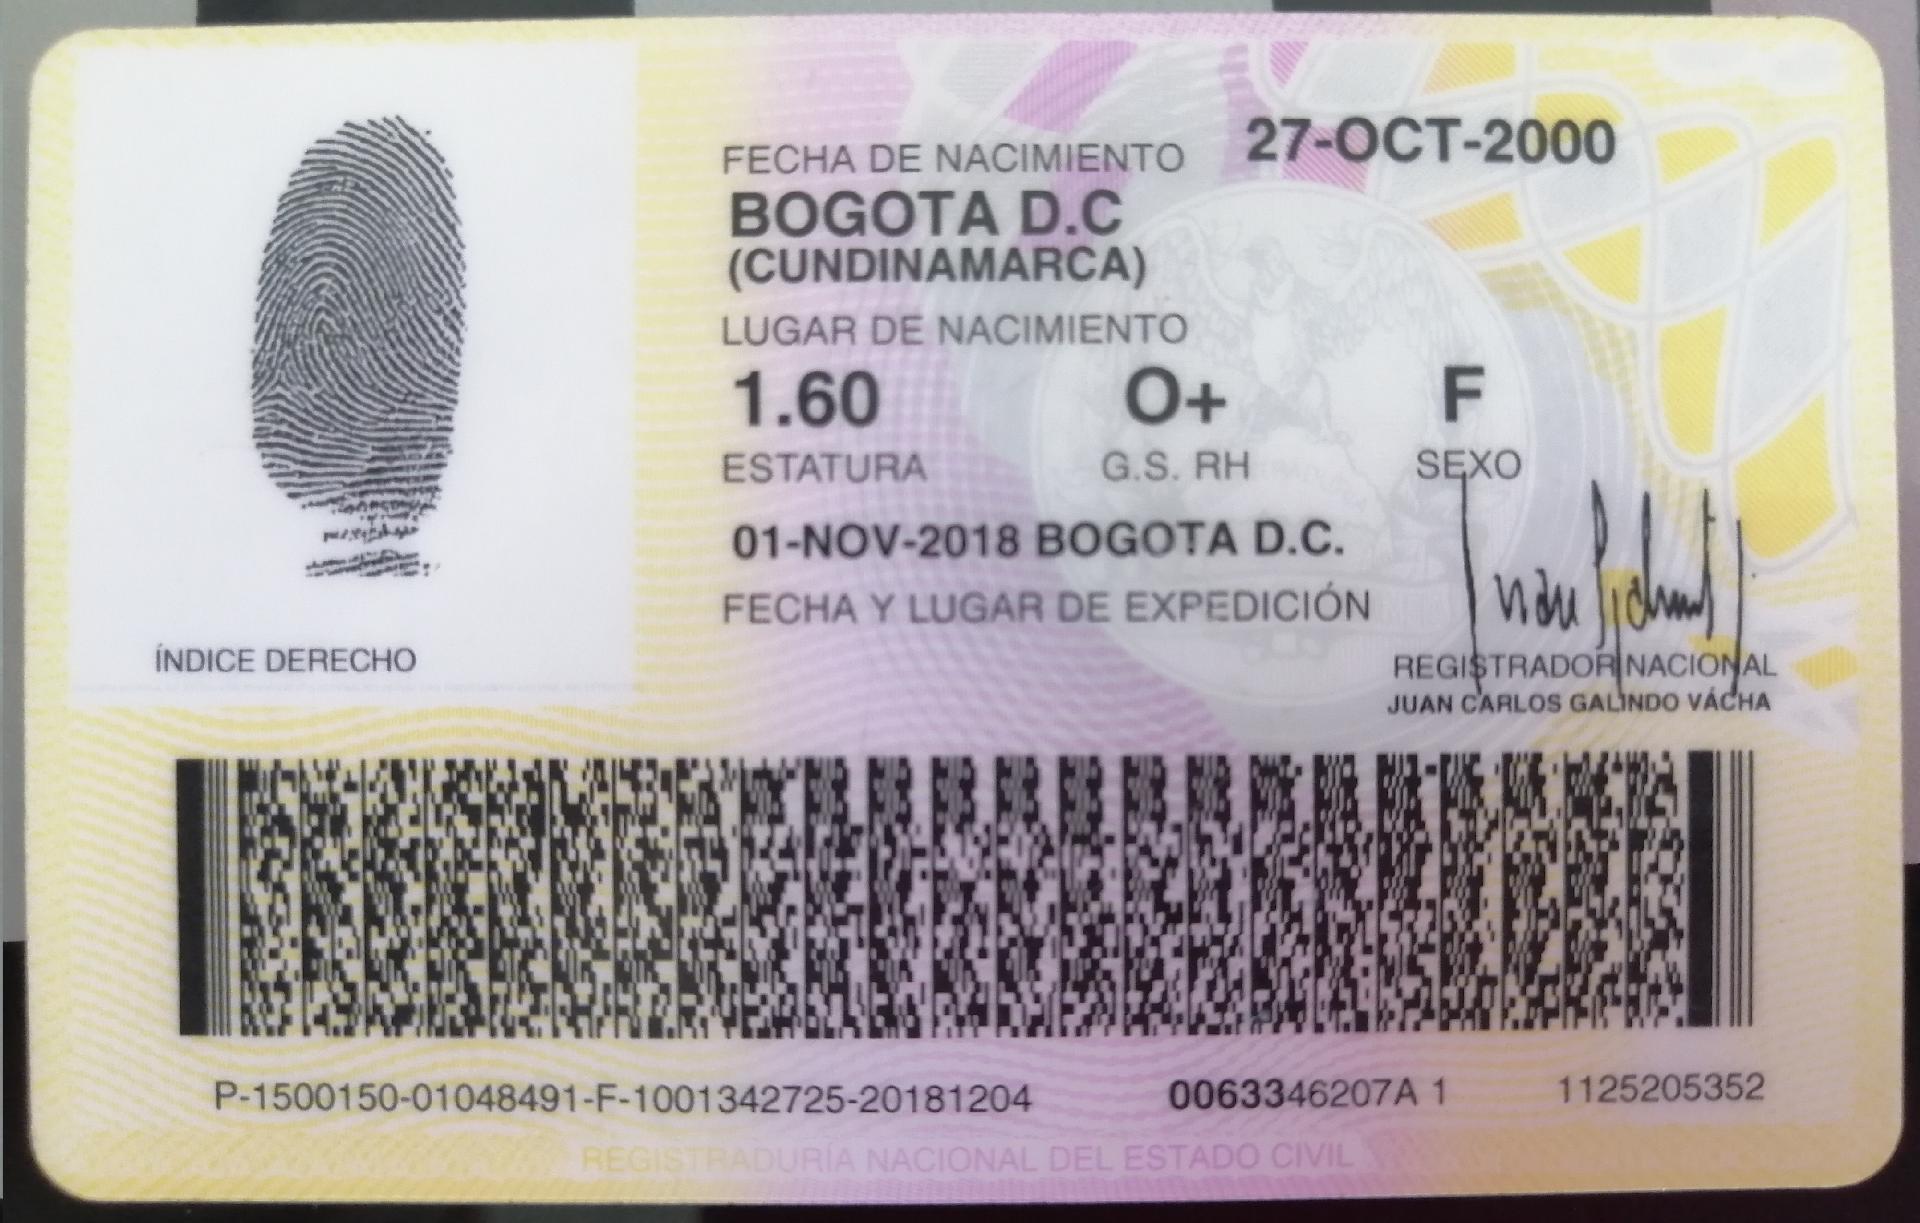 FECHA DE NACIMIENTO 27-OCT-2000
BOGOTA D.C
(CUNDINAMARCA)
LUGAR DE NACIMIENTO
1.60 O+ F
ESTATURA G.S. RH SEXO
01-NOV-2018 BOGOTA D.C.
FECHA Y LUGAR DE EXPEDICIÓN
ÍNDICE DERECHO
REGISTRADOR NACIONAL
JUAN CARLOS GALINDO VÁCHA
P-1500150-01048491-F-1001342725-20181204 0063346207A 1 1125205352
REGISTRADURÍA NACIONAL DEL ESTADO CIVIL